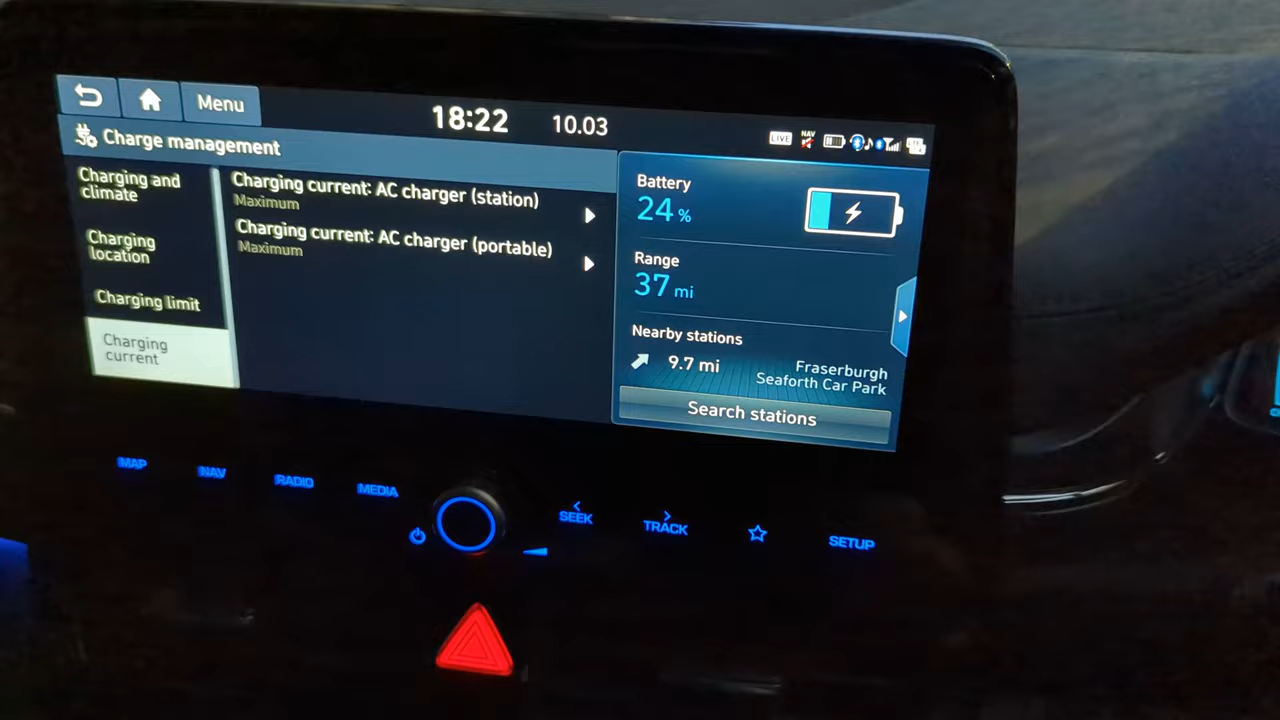 Menu
18:22
10.03
LIVE
NAV
Charge management
Charging and
climate
Charging
location
Charging limit
Charging
current
Charging current: AC charger (station)
Maximum
Charging current: AC charger (portable)
Maximum
Battery
24 %
Range
37 mi
Nearby stations
9.7 mi
Fraserburgh
Seaforth Car Park
Search stations
MAP
NAV
RADIO
MEDIA
SEEK
TRACK
SETUP